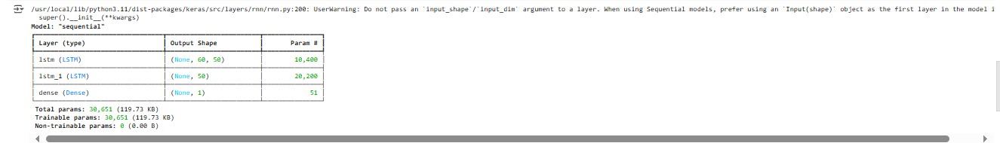 /usr/local/lib/python3.11/dist-packages/keras/src/layers/rnn/rnn.py:200: UserWarning: Do not pass an `input_shape`/`input_dim` argument to a layer. When using Sequential models, prefer using an `Input(shape)` object as the first layer in the model i
super().__init__(**kwargs)
Model: "sequential"
Layer (type) Output Shape Param #
lstm (LSTM) (None, 60, 50) 10,400
lstm_1 (LSTM) (None, 50) 20,200
dense (Dense) (None, 1) 51
Total params: 30,651 (119.73 KB)
Trainable params: 30,651 (119.73 KB)
Non-trainable params: 0 (0.00 B)